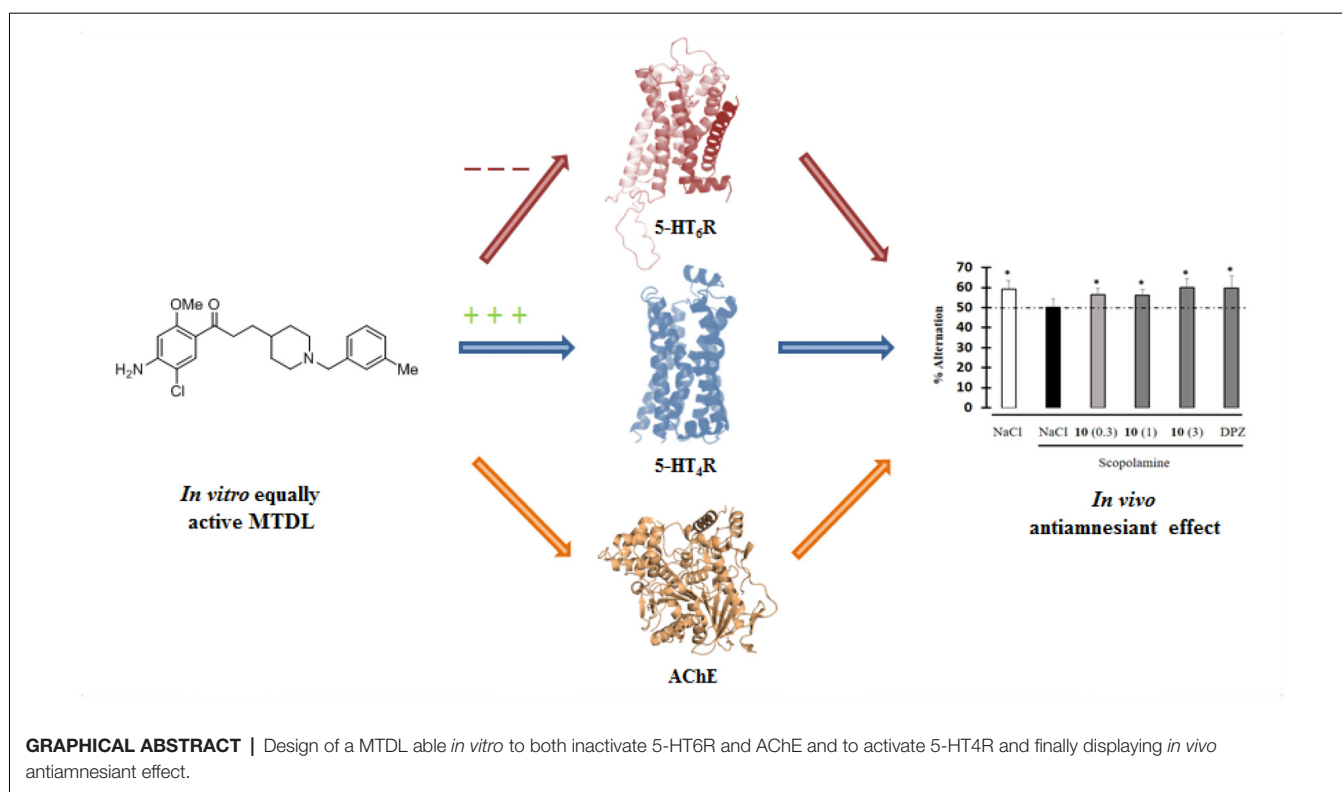 – – –
5-HT6R
OMe
O
H2N
Cl
N
Me
+ + +
5-HT4R
In vitro equally
active MTDL
AChE
% Alternation
70
60
50
40
30
20
10
0
* * * * *
NaCl NaCl 10 (0.3) 10 (1) 10 (3) DPZ
Scopolamine
In vivo
antiamnesiant effect
GRAPHICAL ABSTRACT | Design of a MTDL able in vitro to both inactivate 5-HT6R and AChE and to activate 5-HT4R and finally displaying in vivo
antiamnesiant effect.